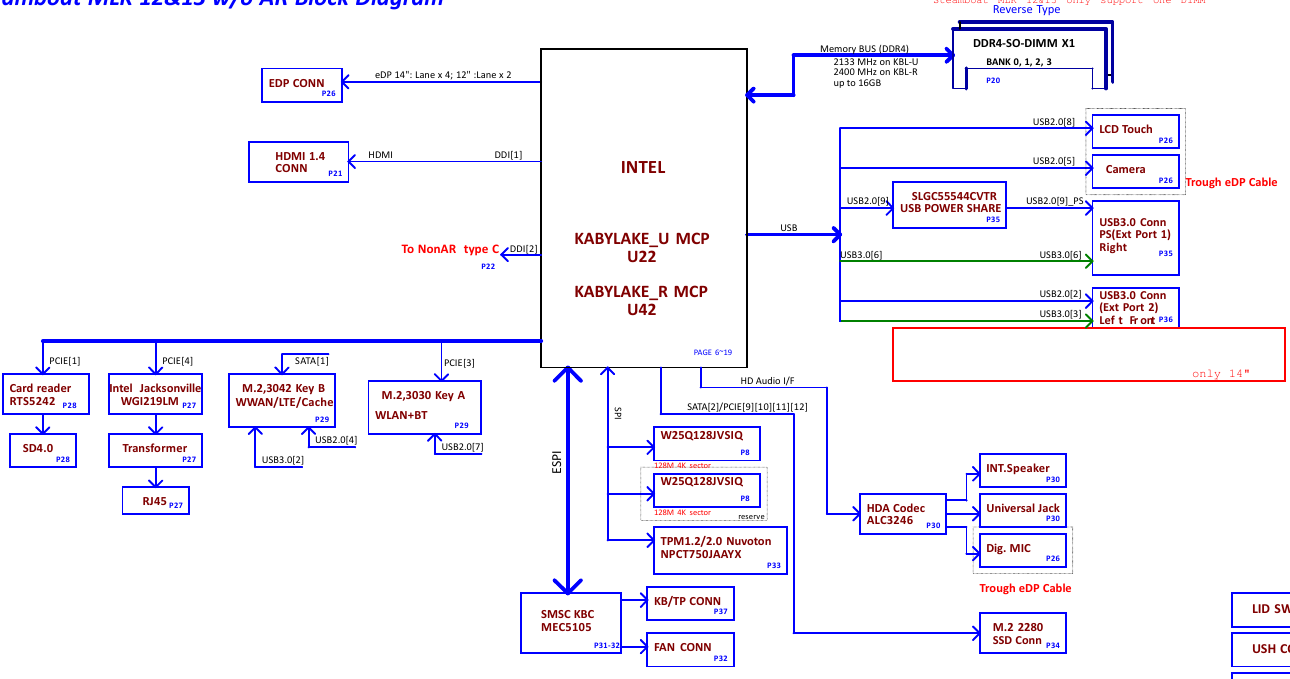 Steamboat MLK 12&15 w/o AR Block Diagram
Steamboat MLK 12&15 only support one DIMM
Reverse Type
DDR4-SO-DIMM X1
BANK 0, 1, 2, 3
P20
Memory BUS (DDR4)
2133 MHz on KBL-U
2400 MHz on KBL-R
up to 16GB
EDP CONN
P26
eDP 14": Lane x 4; 12" :Lane x 2
HDMI 1.4
CONN
P21
HDMI
DDI[1]
To NonAR type C
P22
DDI[2]
INTEL
KABYLAKE_U MCP
U22
KABYLAKE_R MCP
U42
PAGE 6~19
USB
USB2.0[8]
LCD Touch
P26
USB2.0[5]
Camera
P26
Trough eDP Cable
USB2.0[9]
SLGC55544CVTR
USB POWER SHARE
P35
USB2.0[9]_PS
USB3.0 Conn
PS(Ext Port 1)
Right
P35
USB3.0[6]
USB3.0[6]
USB2.0[2]
USB3.0[3]
USB3.0 Conn
(Ext Port 2)
Left Front
P36
only 14"
PCIE[1]
Card reader
RTS5242
P28
SD4.0
P28
PCIE[4]
Intel Jacksonville
WGI219LM
P27
Transformer
P27
RJ45
P27
SATA[1]
M.2,3042 Key B
WWAN/LTE/Cache
P29
USB2.0[4]
USB3.0[2]
PCIE[3]
M.2,3030 Key A
WLAN+BT
P29
USB2.0[7]
ESPI
SPI
HD Audio I/F
SATA[2]/PCIE[9][10][11][12]
W25Q128JVSIQ
P8
128M 4K sector
W25Q128JVSIQ
P8
128M 4K sector
reserve
TPM1.2/2.0 Nuvoton
NPCT750JAAYX
P33
SMSC KBC
MEC5105
P31-32
KB/TP CONN
P37
FAN CONN
P32
HDA Codec
ALC3246
P30
INT.Speaker
P30
Universal Jack
P30
Dig. MIC
P26
Trough eDP Cable
M.2 2280
SSD Conn
P34
LID SW
USH CO